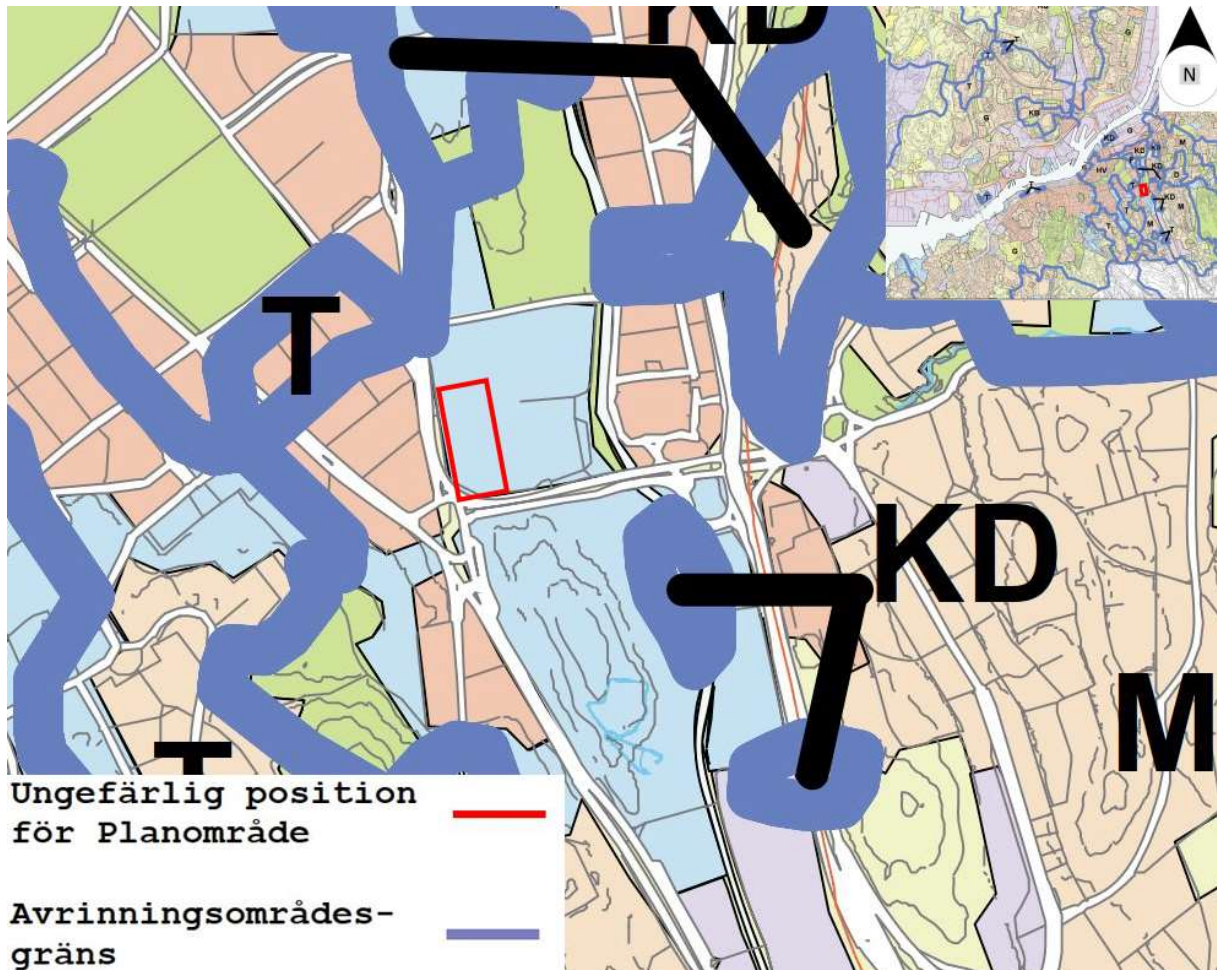 KD
N
T
KD
M
T
Ungefärlig position
för Planområde
Avrinningsområdes-
gräns